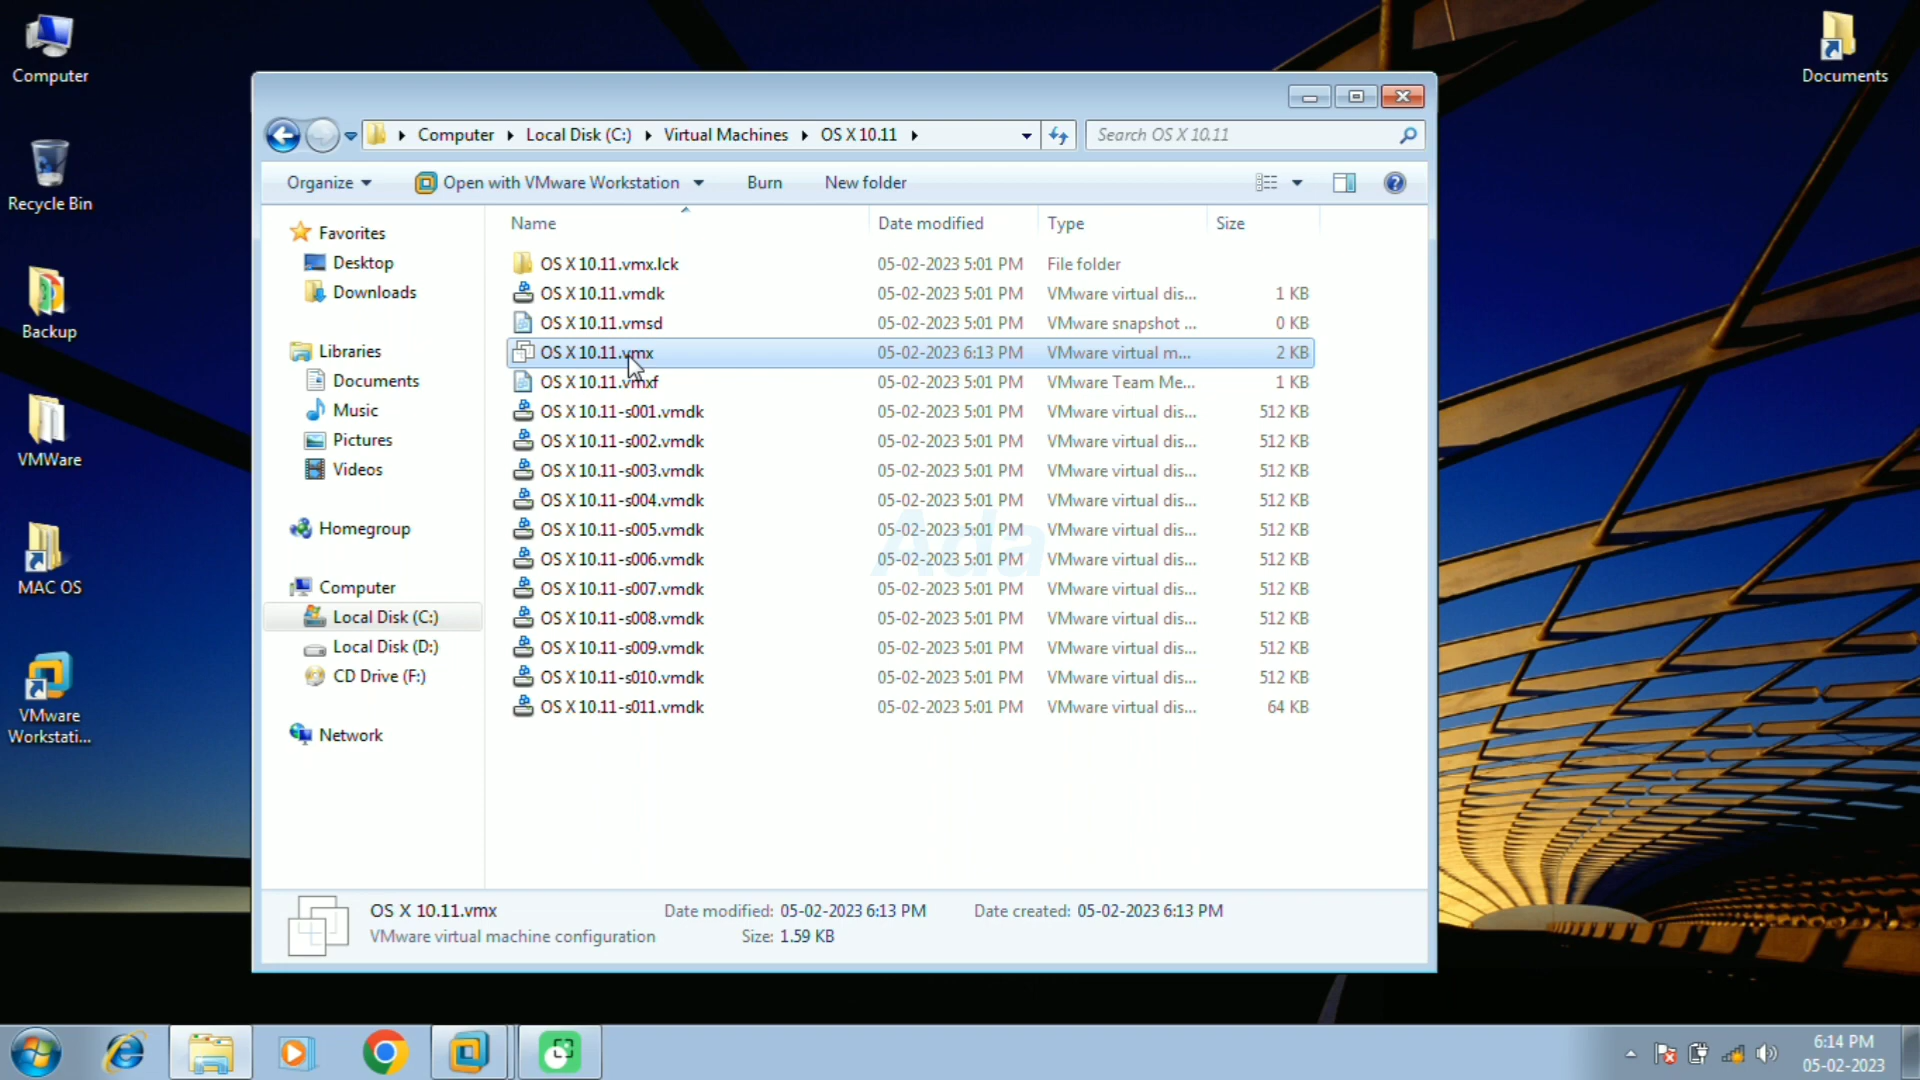 Computer
Recycle Bin
Backup
VMWare
MAC OS
VMware
Workstati...
Documents
Computer Local Disk (C:) Virtual Machines OS X 10.11
Search OS X 10.11
Organize Open with VMware Workstation Burn New folder
Favorites
Desktop
Downloads
Libraries
Documents
Music
Pictures
Videos
Homegroup
Computer
Local Disk (C:)
Local Disk (D:)
CD Drive (F:)
Network
Name Date modified Type Size
OS X 10.11.vmx.lck 05-02-2023 5:01 PM File folder
OS X 10.11.vmdk 05-02-2023 5:01 PM VMware virtual dis... 1 KB
OS X 10.11.vmsd 05-02-2023 5:01 PM VMware snapshot ... 0 KB
OS X 10.11.vmx 05-02-2023 6:13 PM VMware virtual m... 2 KB
OS X 10.11.vmxf 05-02-2023 5:01 PM VMware Team Me... 1 KB
OS X 10.11-s001.vmdk 05-02-2023 5:01 PM VMware virtual dis... 512 KB
OS X 10.11-s002.vmdk 05-02-2023 5:01 PM VMware virtual dis... 512 KB
OS X 10.11-s003.vmdk 05-02-2023 5:01 PM VMware virtual dis... 512 KB
OS X 10.11-s004.vmdk 05-02-2023 5:01 PM VMware virtual dis... 512 KB
OS X 10.11-s005.vmdk 05-02-2023 5:01 PM VMware virtual dis... 512 KB
Ada
OS X 10.11-s006.vmdk 05-02-2023 5:01 PM VMware virtual dis... 512 KB
OS X 10.11-s007.vmdk 05-02-2023 5:01 PM VMware virtual dis... 512 KB
OS X 10.11-s008.vmdk 05-02-2023 5:01 PM VMware virtual dis... 512 KB
OS X 10.11-s009.vmdk 05-02-2023 5:01 PM VMware virtual dis... 512 KB
OS X 10.11-s010.vmdk 05-02-2023 5:01 PM VMware virtual dis... 512 KB
OS X 10.11-s011.vmdk 05-02-2023 5:01 PM VMware virtual dis... 64 KB
OS X 10.11.vmx Date modified: 05-02-2023 6:13 PM Date created: 05-02-2023 6:13 PM
VMware virtual machine configuration Size: 1.59 KB
6:14 PM
05-02-2023